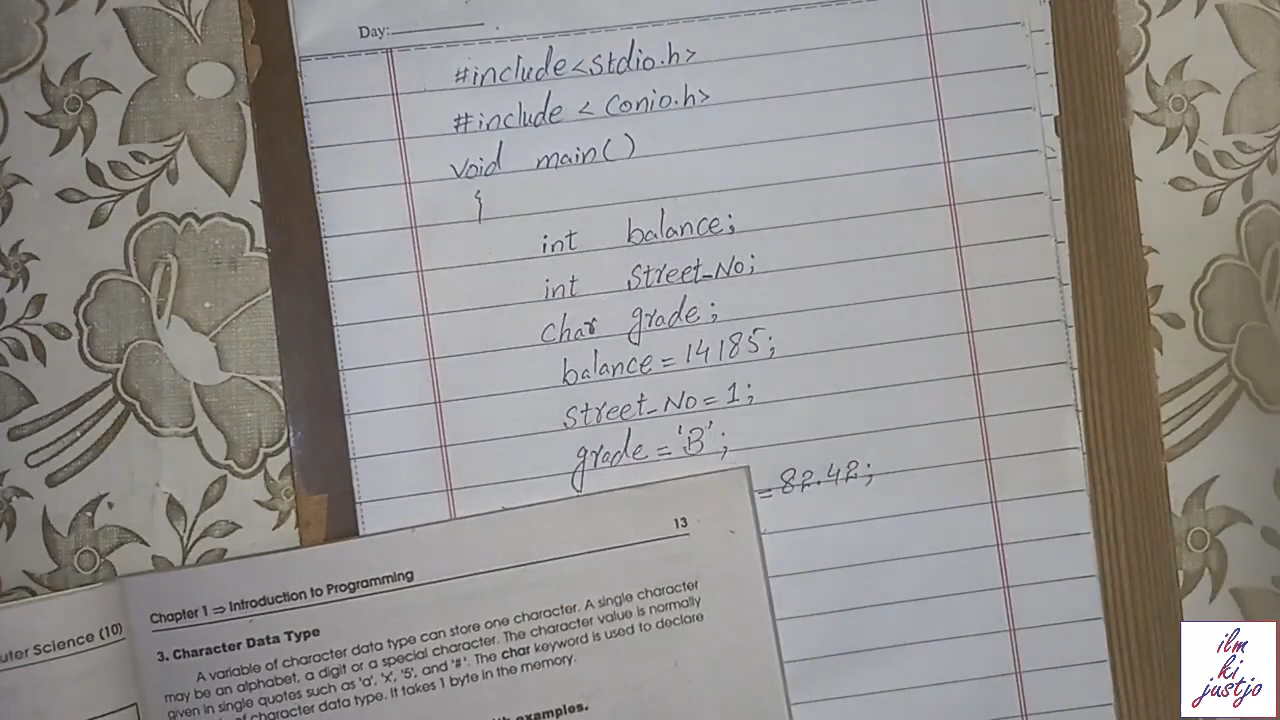 Day:
#include<stdio.h>
#include < conio.h>
void main()
{
int balance;
int Street_No;
char grade;
balance = 14185;
Street_No = 1;
grade = 'B';
= 82.42;
13
Chapter 1 ⇒ Introduction to Programming
uter Science (10)
3. Character Data Type
A variable of character data type can store one character. A single character
may be an alphabet, a digit or a special character. The character value is normally
given in single quotes such as 'a', 'x', '5', and '#'. The char keyword is used to declare
of character data type. It takes 1 byte in the memory.
with examples.
ilm
ki
justjo